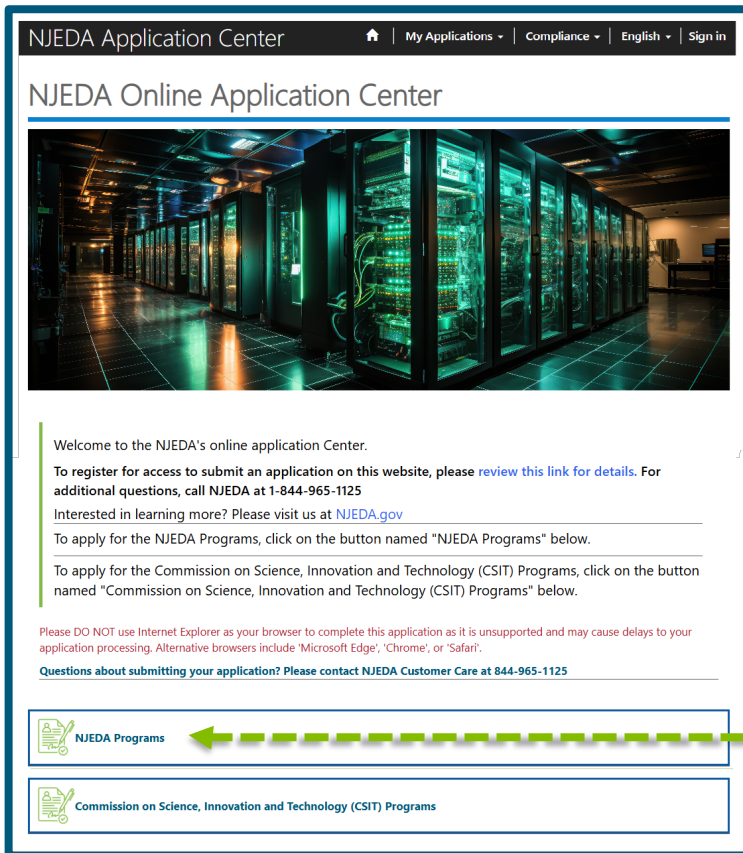 NJEDA Application Center
My Applications
Compliance
English
Sign in
NJEDA Online Application Center
Welcome to the NJEDA's online application Center.
To register for access to submit an application on this website, please review this link for details. For
additional questions, call NJEDA at 1-844-965-1125
Interested in learning more? Please visit us at NJEDA.gov
To apply for the NJEDA Programs, click on the button named "NJEDA Programs" below.
To apply for the Commission on Science, Innovation and Technology (CSIT) Programs, click on the button
named "Commission on Science, Innovation and Technology (CSIT) Programs" below.
Please DO NOT use Internet Explorer as your browser to complete this application as it is unsupported and may cause delays to your
application processing. Alternative browsers include 'Microsoft Edge', 'Chrome', or 'Safari'.
Questions about submitting your application? Please contact NJEDA Customer Care at 844-965-1125
NJEDA Programs
Commission on Science, Innovation and Technology (CSIT) Programs